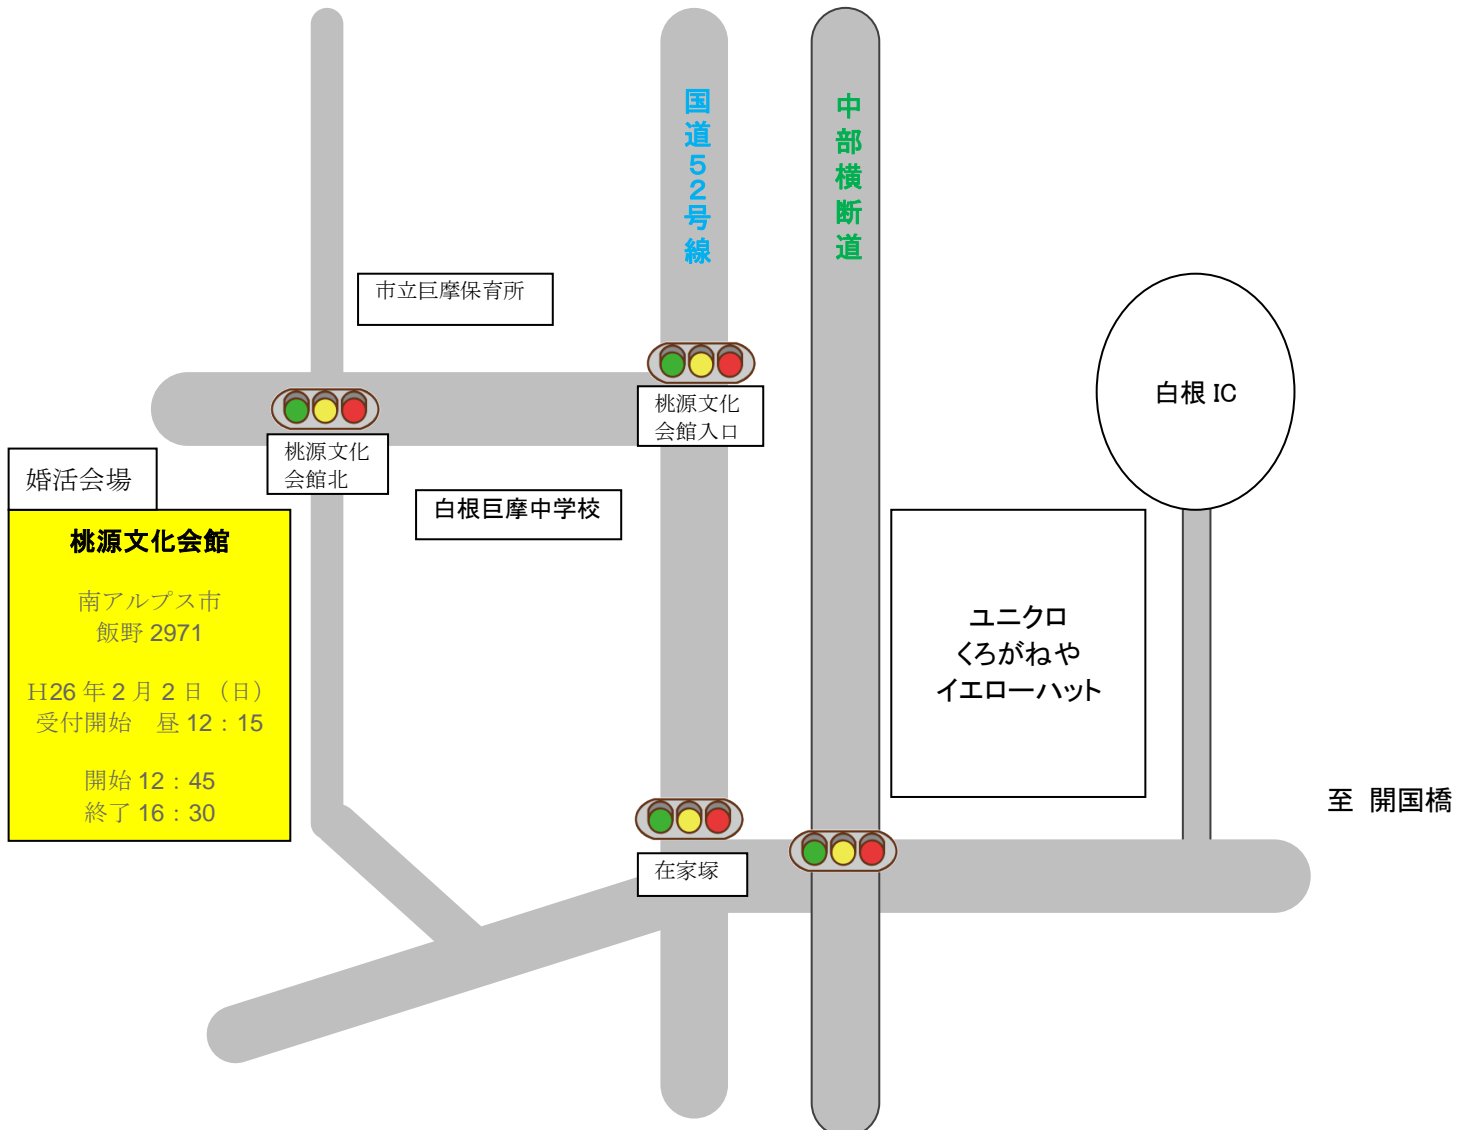 国道５２号線
中部横断道
市立巨摩保育所
桃源文化
会館入口
白根 IC
桃源文化
会館北
婚活会場
白根巨摩中学校
桃源文化会館
南アルプス市
飯野 2971
Ｈ26 年 2 月 2 日（日）
受付開始　昼 12：15
開始 12：45
終了 16：30
ユニクロ
くろがねや
イエローハット
至 開国橋
在家塚